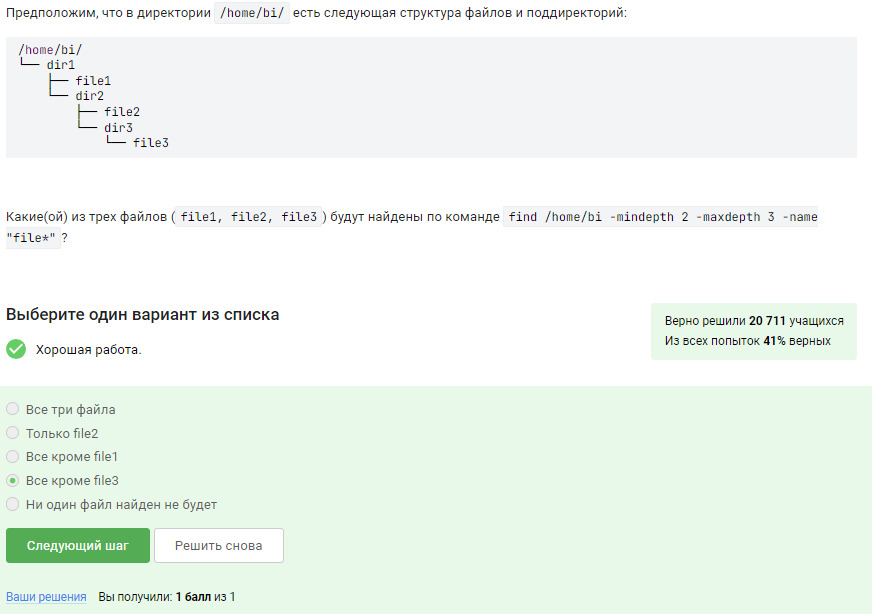 Предположим, что в директории /home/bi/ есть следующая структура файлов и поддиректорий:
/home/bi/
└── dir1
    ├── file1
    └── dir2
        ├── file2
        └── dir3
            └── file3
Какие(ой) из трех файлов ( file1, file2, file3 ) будут найдены по команде find /home/bi -mindepth 2 -maxdepth 3 -name
"file*" ?
Выберите один вариант из списка
Верно решили 20 711 учащихся
Из всех попыток 41% верных
Хорошая работа.
Все три файла
Только file2
Все кроме file1
Все кроме file3
Ни один файл найден не будет
Следующий шаг Решить снова
Ваши решения Вы получили: 1 балл из 1